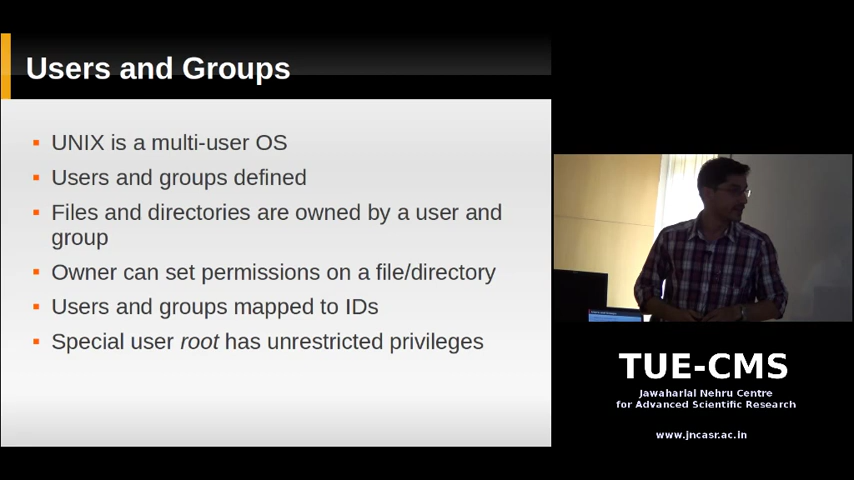 Users and Groups
UNIX is a multi-user OS
Users and groups defined
Files and directories are owned by a user and
group
Owner can set permissions on a file/directory
Users and groups mapped to IDs
Special user root has unrestricted privileges
TUE-CMS
Jawaharlal Nehru Centre
for Advanced Scientific Research
www.jncasr.ac.in